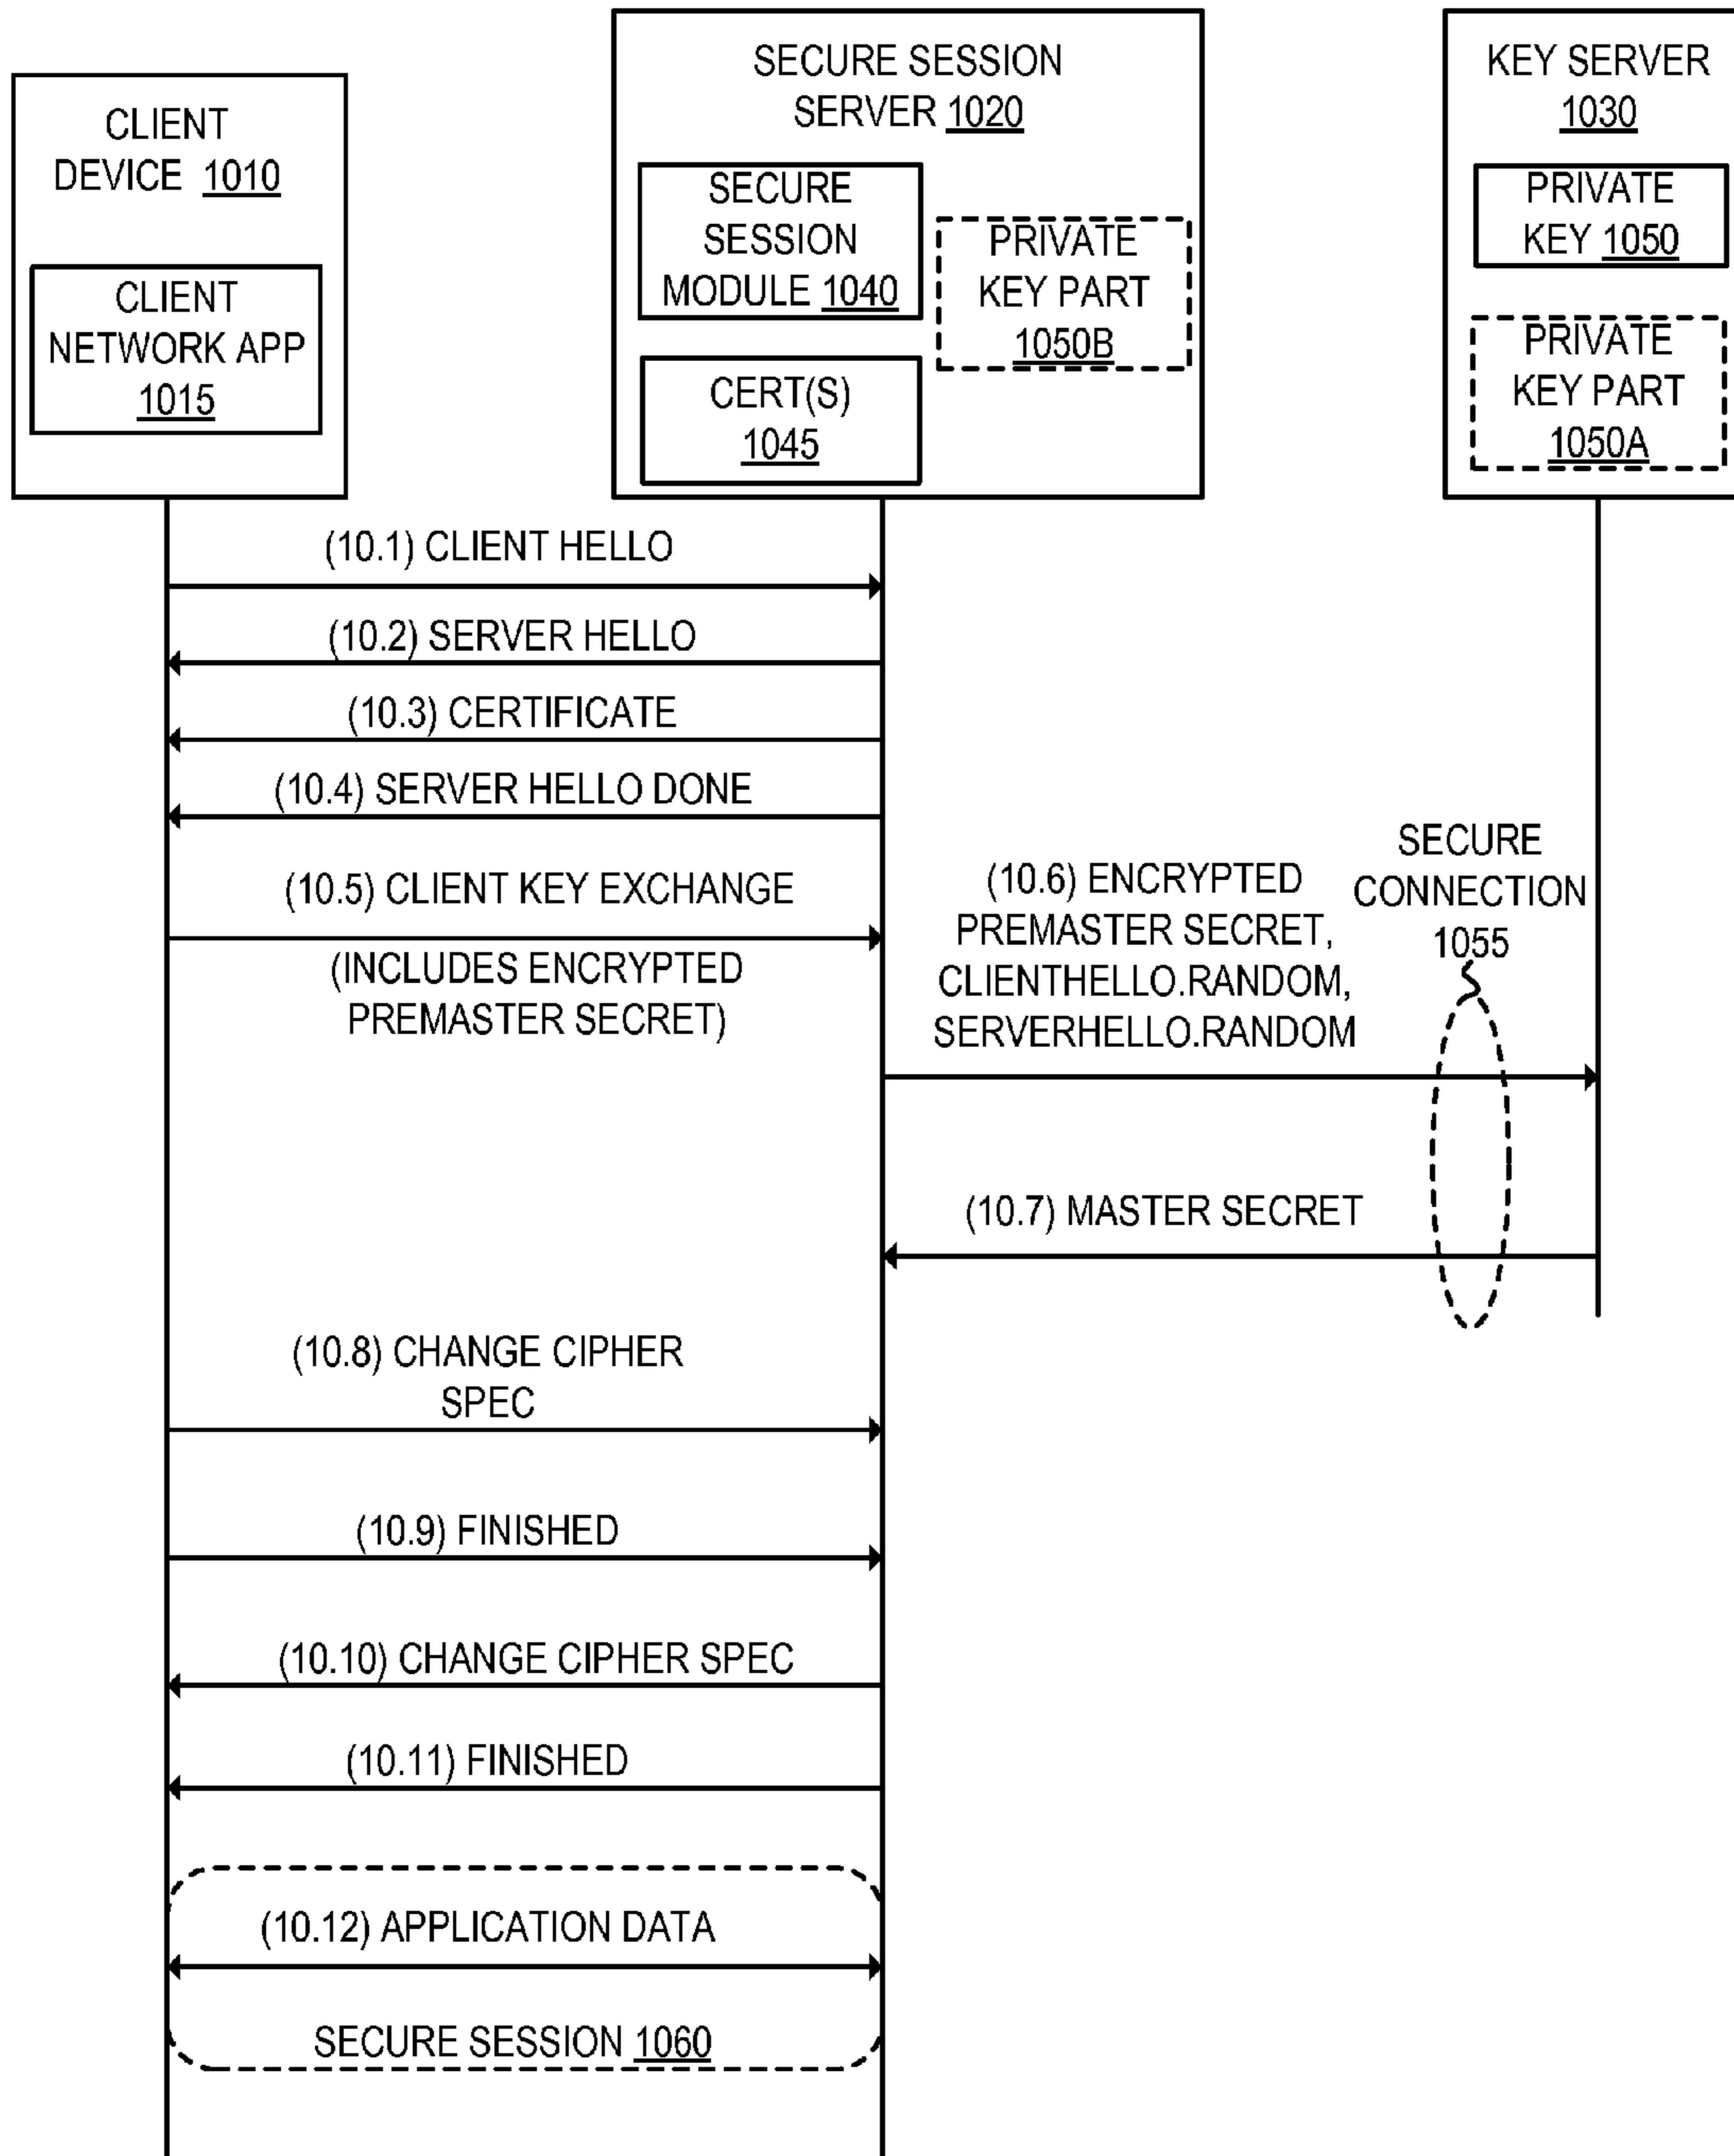 CLIENT
DEVICE 1010
CLIENT
NETWORK APP
1015
SECURE SESSION
SERVER 1020
SECURE
SESSION
MODULE 1040
PRIVATE
KEY PART
1050B
CERT(S)
1045
KEY SERVER
1030
PRIVATE
KEY 1050
PRIVATE
KEY PART
1050A
(10.1) CLIENT HELLO
(10.2) SERVER HELLO
(10.3) CERTIFICATE
(10.4) SERVER HELLO DONE
(10.5) CLIENT KEY EXCHANGE
(INCLUDES ENCRYPTED
PREMASTER SECRET)
(10.6) ENCRYPTED
PREMASTER SECRET,
CLIENTHELLO.RANDOM,
SERVERHELLO.RANDOM
SECURE
CONNECTION
1055
(10.7) MASTER SECRET
(10.8) CHANGE CIPHER
SPEC
(10.9) FINISHED
(10.10) CHANGE CIPHER SPEC
(10.11) FINISHED
(10.12) APPLICATION DATA
SECURE SESSION 1060